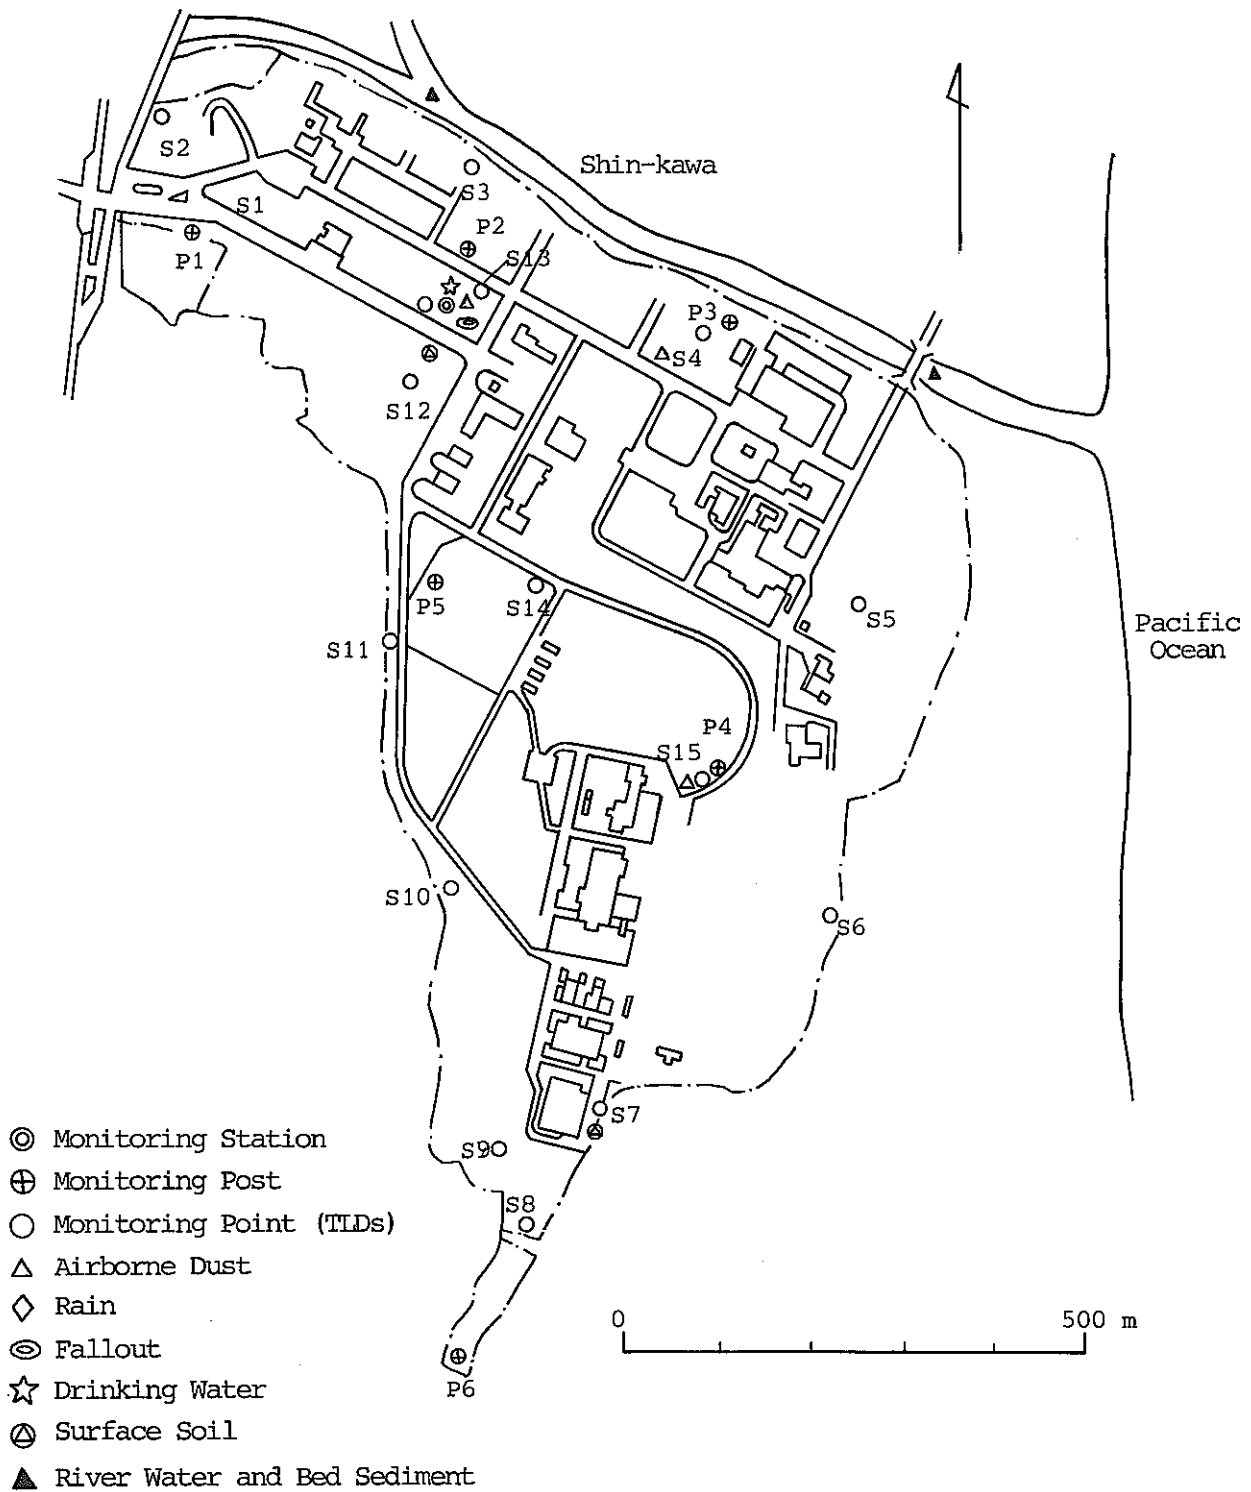 Shin-kawa
S2
S3
S1
P2
S13
P1
P3
S4
S12
P5
S14
S5
S11
Pacific
Ocean
P4
S15
S10
S6
S7
S9
S8
P6
Monitoring Station
Monitoring Post
Monitoring Point (TLDs)
Airborne Dust
Rain
Fallout
Drinking Water
Surface Soil
River Water and Bed Sediment
0
500 m